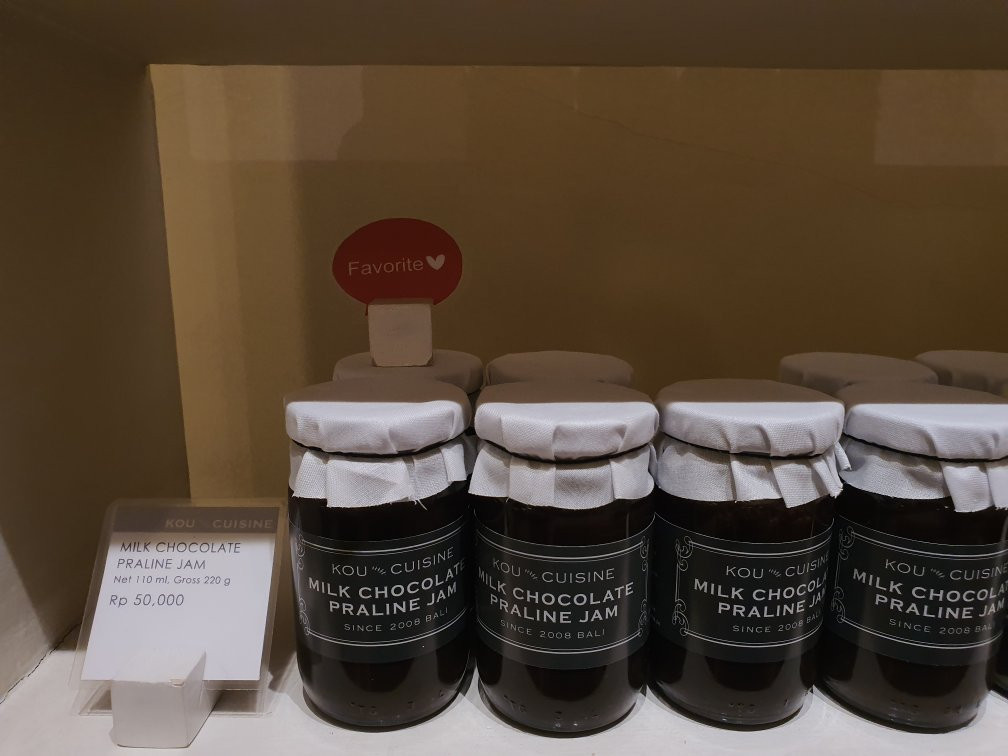 Favorite
KOU CUISINE
MILK CHOCOLATE
PRALINE JAM
Net 110 ml, Gross 220 g
Rp 50,000
KOU CUISINE
MILK CHOCOLATE
PRALINE JAM
SINCE 2008 BALI
KOU CUISINE
MILK CHOCOLATE
PRALINE JAM
SINCE 2008 BALI
KOU CUISINE
MILK CHOCOLA
PRALINE JAM
SINCE 2008 BALI
KOU CUISINE
MILK CHOCOLA
PRALINE JAM
SINCE 2008 BALI